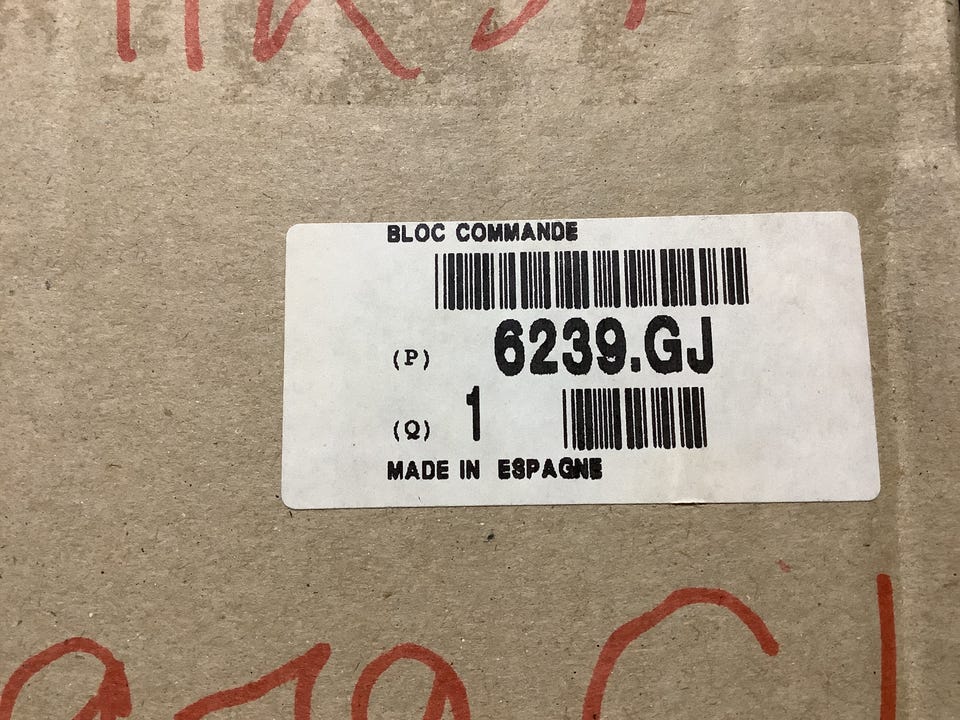 BLOC COMMANDE
6239.GJ
(P)
1
(Q)
MADE IN ESPAGNE